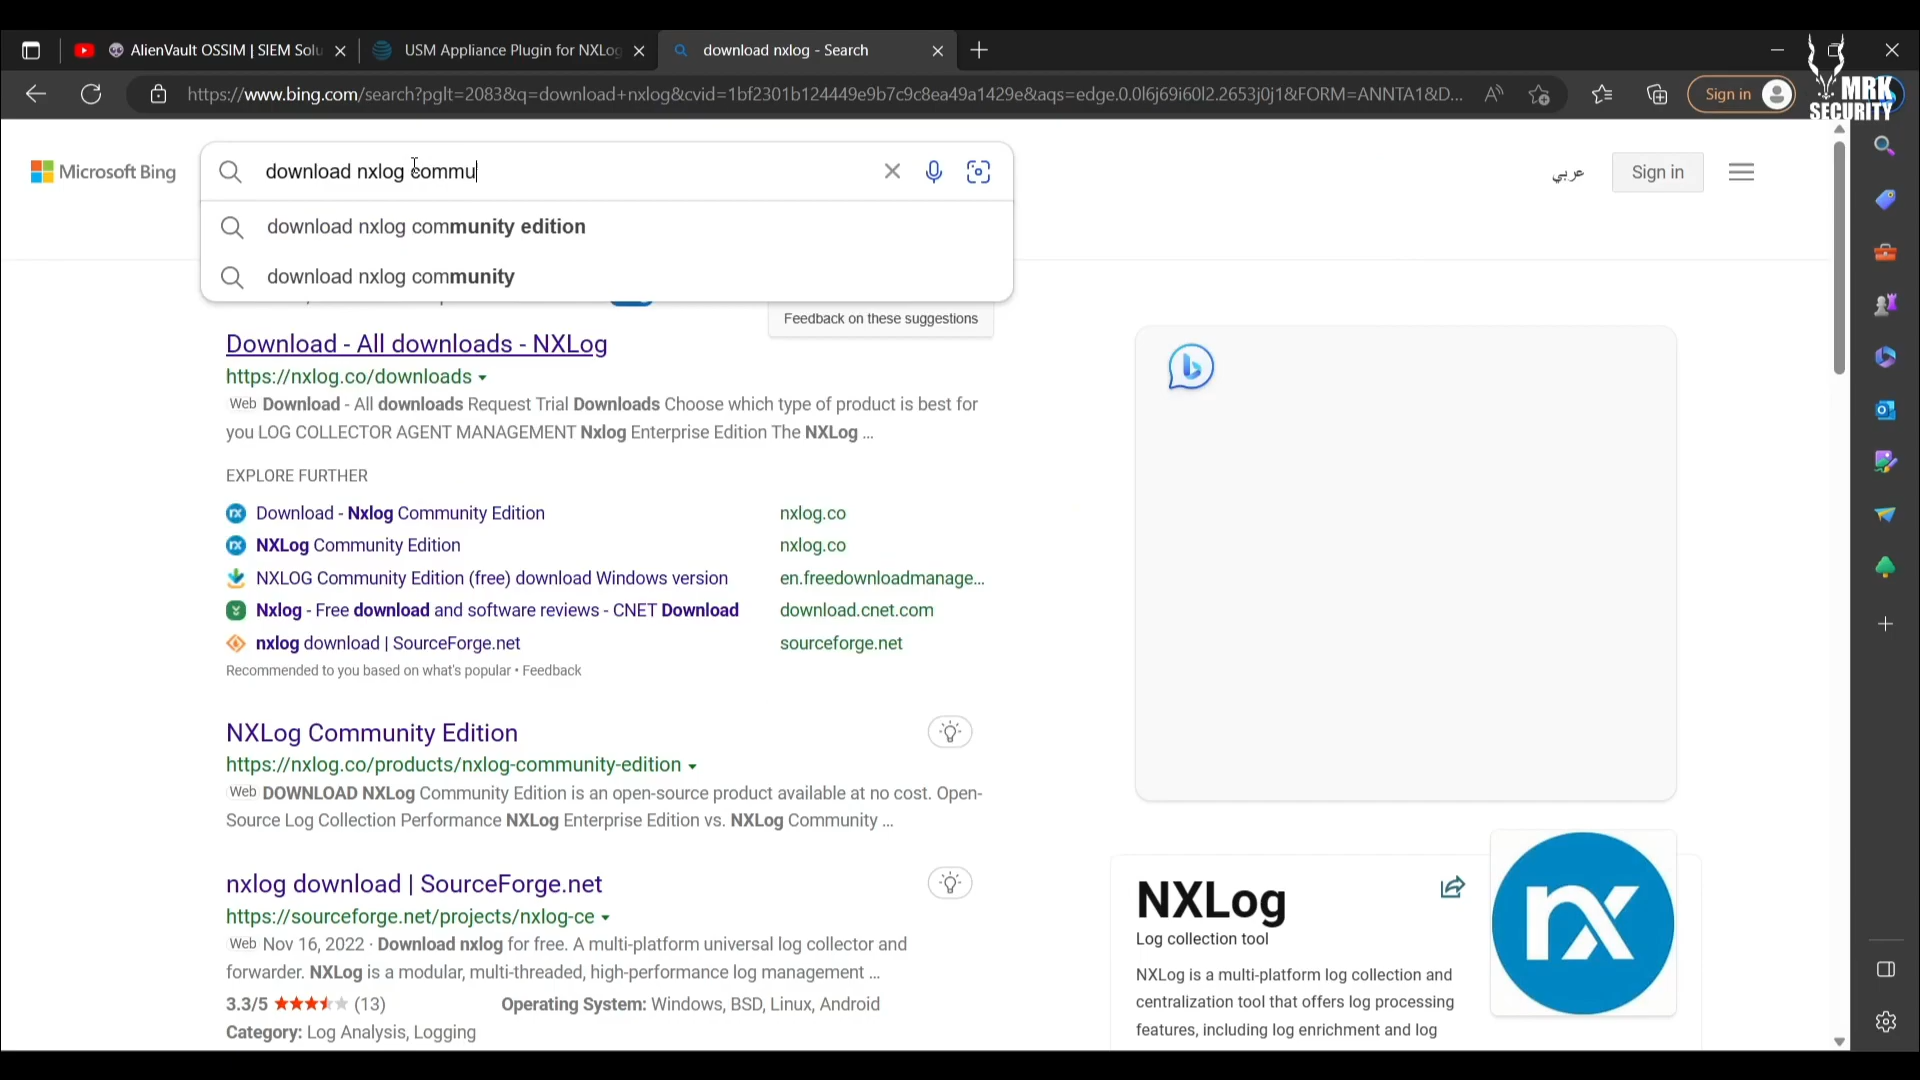 AlienVault OSSIM | SIEM Solu
USM Appliance Plugin for NXLog
download nxlog - Search
https://www.bing.com/search?pglt=2083&q=download+nxlog&cvid=1bf2301b124449e9b7c9c8ea49a1429e&aqs=edge.0.0l6j69i60l2.2653j0j1&FORM=ANNTA1&D...
Sign in
MRK
SECURITY
Microsoft Bing
download nxlog commu
عربي
Sign in
download nxlog community edition
download nxlog community
Feedback on these suggestions
Download - All downloads - NXLog
https://nxlog.co/downloads
Web Download - All downloads Request Trial Downloads Choose which type of product is best for
you LOG COLLECTOR AGENT MANAGEMENT Nxlog Enterprise Edition The NXLog ...
EXPLORE FURTHER
Download - Nxlog Community Edition nxlog.co
NXLog Community Edition nxlog.co
NXLOG Community Edition (free) download Windows version en.freedownloadmanage...
Nxlog - Free download and software reviews - CNET Download download.cnet.com
nxlog download | SourceForge.net sourceforge.net
Recommended to you based on what's popular • Feedback
NXLog Community Edition
https://nxlog.co/products/nxlog-community-edition
Web DOWNLOAD NXLog Community Edition is an open-source product available at no cost. Open-
Source Log Collection Performance NXLog Enterprise Edition vs. NXLog Community ...
nxlog download | SourceForge.net
https://sourceforge.net/projects/nxlog-ce
Web Nov 16, 2022 · Download nxlog for free. A multi-platform universal log collector and
forwarder. NXLog is a modular, multi-threaded, high-performance log management ...
3.3/5 (13) Operating System: Windows, BSD, Linux, Android
Category: Log Analysis, Logging
NXLog
Log collection tool
NXLog is a multi-platform log collection and
centralization tool that offers log processing
features, including log enrichment and log
nx